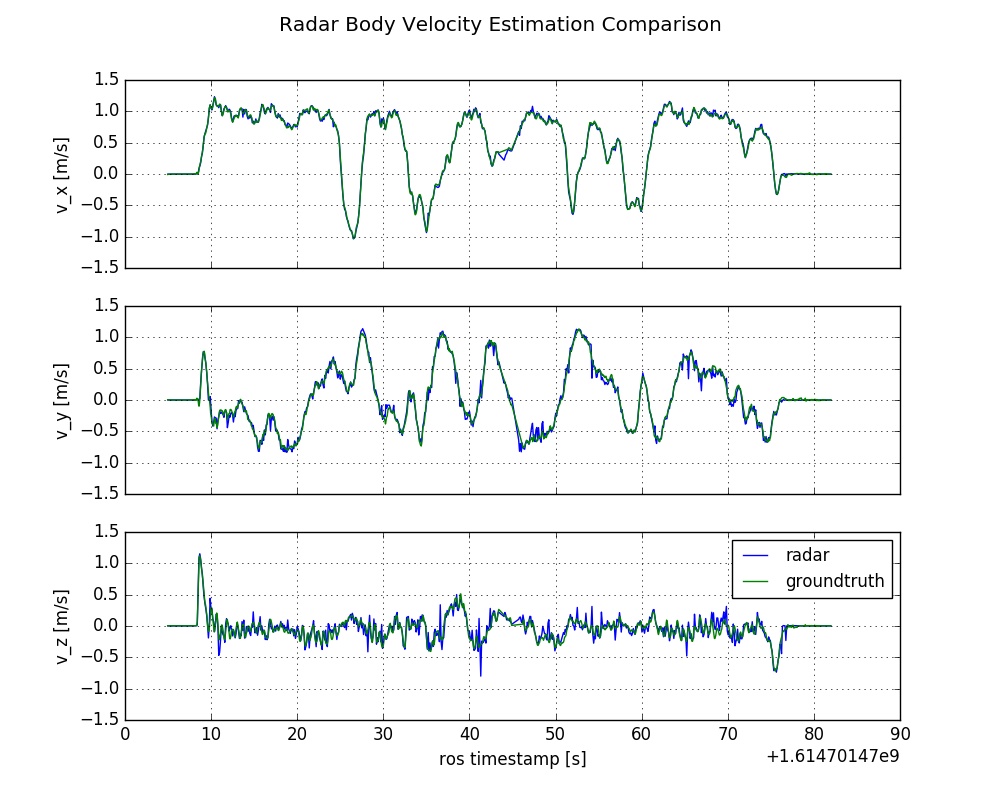 Radar Body Velocity Estimation Comparison
1.5
1.0
0.5
0.0
−0.5
−1.0
−1.5
v_x [m/s]
1.5
1.0
0.5
0.0
−0.5
−1.0
−1.5
v_y [m/s]
1.5
1.0
0.5
0.0
−0.5
−1.0
−1.5
v_z [m/s]
radar
groundtruth
0 10 20 30 40 50 60 70 80 90
ros timestamp [s]
+1.61470147e9